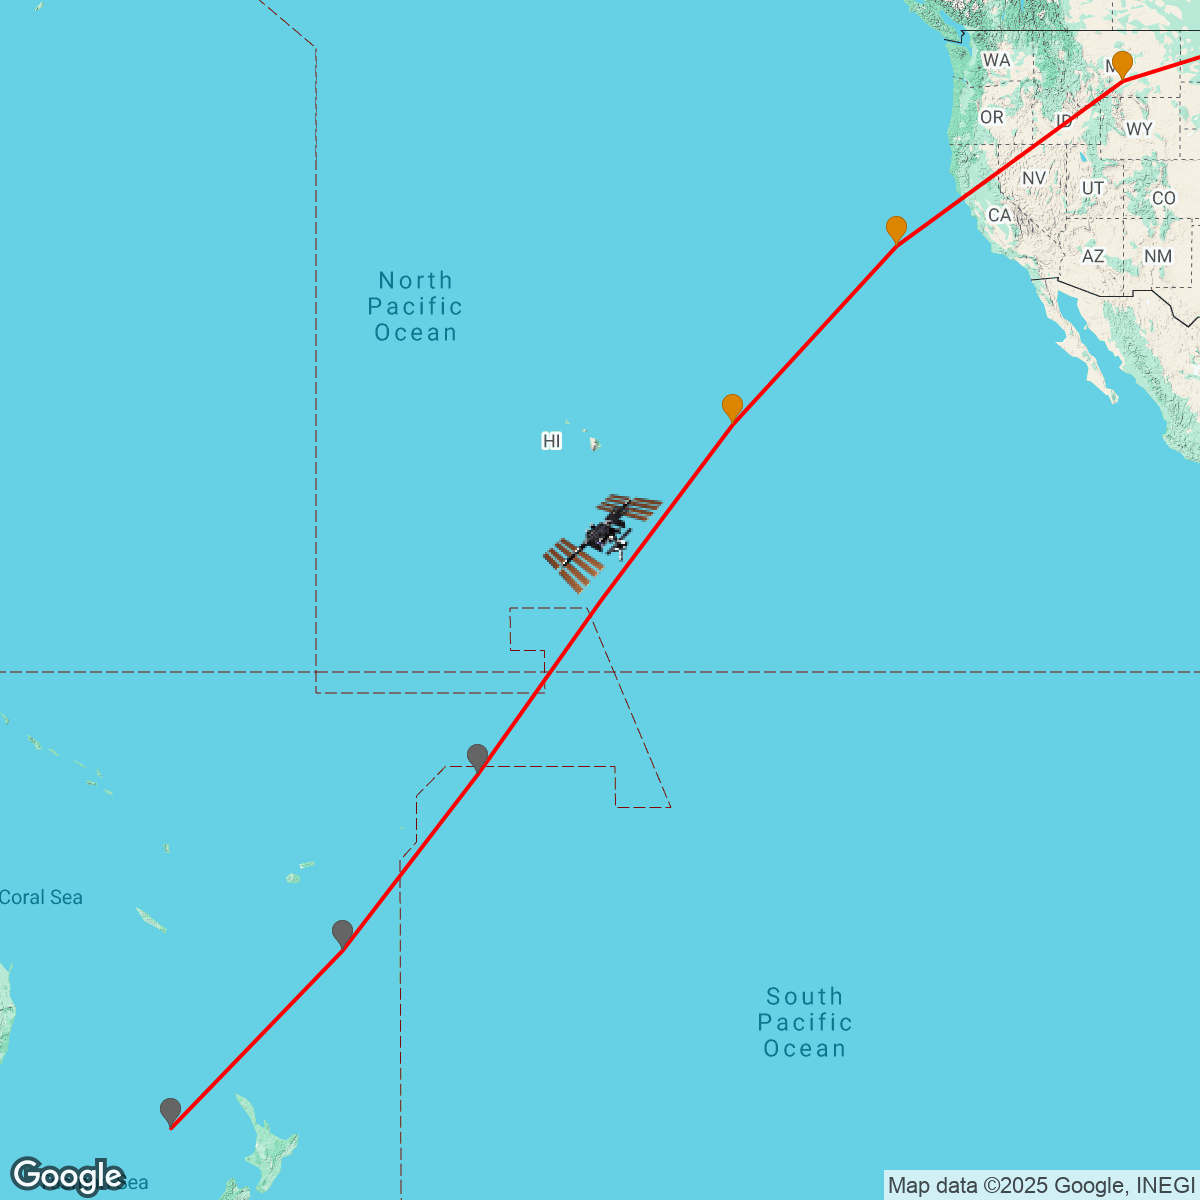 WA
OR
ID
WY
NV
UT
CO
CA
AZ
NM
North
Pacific
Ocean
HI
Coral Sea
South
Pacific
Ocean
Sea
Google
Map data ©2025 Google, INEGI